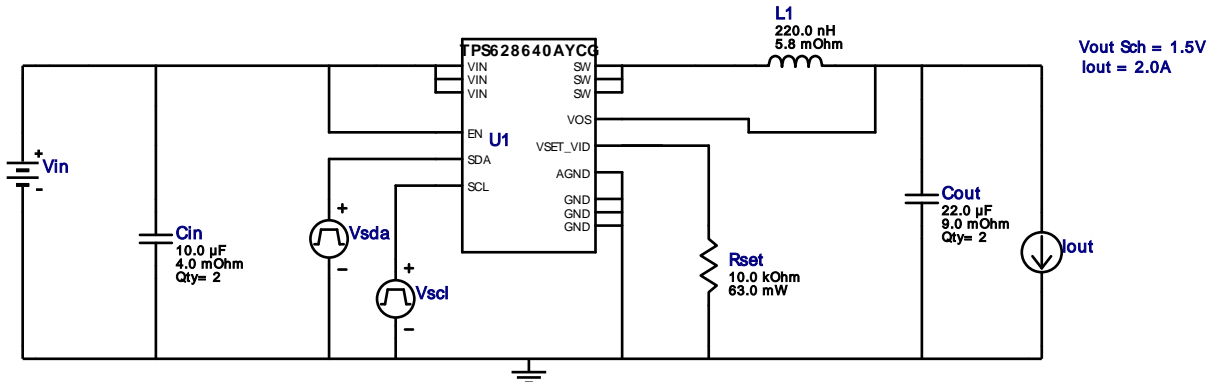 L1
220.0 nH
5.8 mOhm
Vout Sch = 1.5V
Iout = 2.0A
TPS628640AYCG
VIN
VIN
VIN
EN
SDA
SCL
U1
SW
SW
SW
VOS
VSET_VID
AGND
GND
GND
GND
+
Vin
-
Cin
10.0 µF
4.0 mOhm
Qty= 2
+
Vsda
-
+
Vscl
-
Rset
10.0 kOhm
63.0 mW
Cout
22.0 µF
9.0 mOhm
Qty= 2
Iout